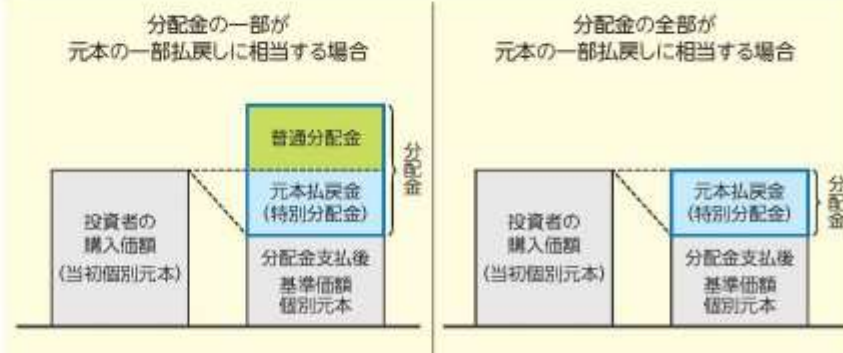 分配金の一部が
元本の一部払戻しに相当する場合
普通分配金
元本払戻金
(特別分配金)
分配金
投資者の
購入価額
(当初個別元本)
分配金支払後
基準価額
個別元本
分配金の全部が
元本の一部払戻しに相当する場合
元本払戻金
(特別分配金)
分配金
投資者の
購入価額
(当初個別元本)
分配金支払後
基準価額
個別元本